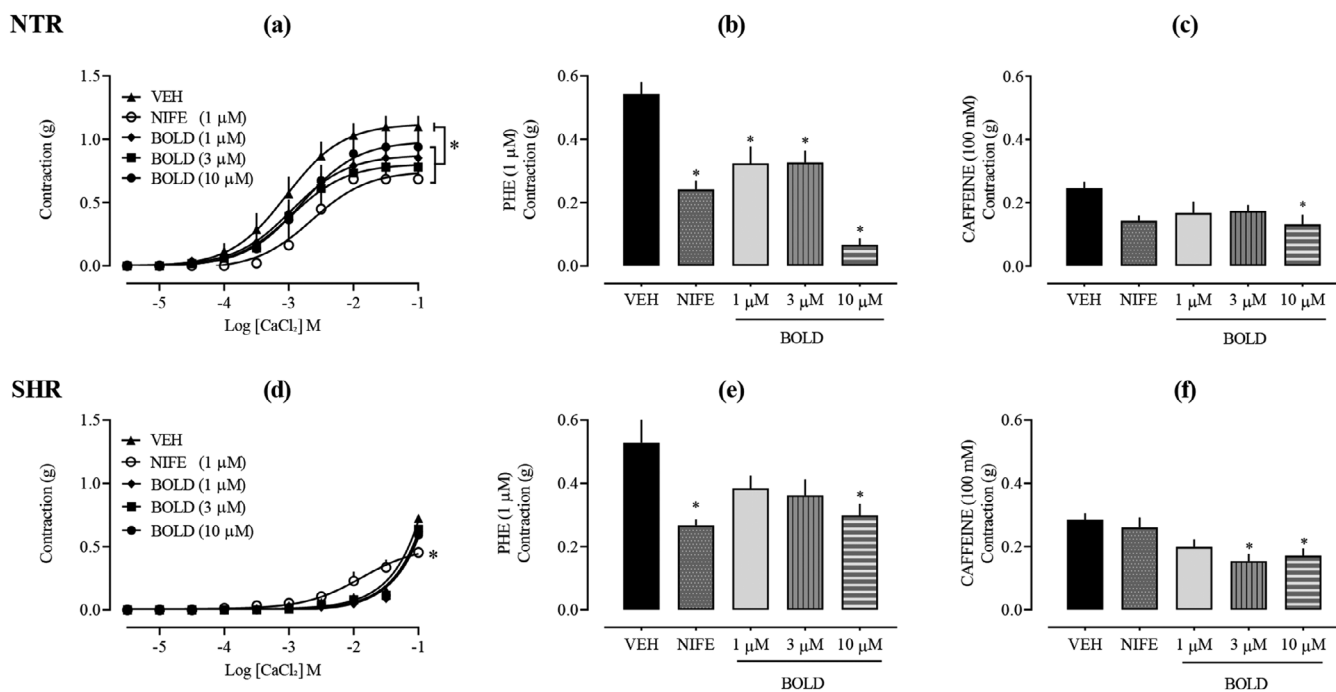 NTR
(a)
Contraction (g)
1.5
1.0
0.5
0.0
VEH
NIFE (1 μM)
BOLD (1 μM)
BOLD (3 μM)
BOLD (10 μM)
*
-5 -4 -3 -2 -1
Log [CaCl₂] M
(b)
PHE (1 μM)
Contraction (g)
0.6
0.4
0.2
0.0
* * * *
VEH NIFE 1 μM 3 μM 10 μM
BOLD
(c)
CAFFEINE (100 mM)
Contraction (g)
0.6
0.4
0.2
0.0
*
VEH NIFE 1 μM 3 μM 10 μM
BOLD
SHR
(d)
Contraction (g)
1.5
1.0
0.5
0.0
VEH
NIFE (1 μM)
BOLD (1 μM)
BOLD (3 μM)
BOLD (10 μM)
*
-5 -4 -3 -2 -1
Log [CaCl₂] M
(e)
PHE (1 μM)
Contraction (g)
0.6
0.4
0.2
0.0
* *
VEH NIFE 1 μM 3 μM 10 μM
BOLD
(f)
CAFFEINE (100 mM)
Contraction (g)
0.6
0.4
0.2
0.0
* *
VEH NIFE 1 μM 3 μM 10 μM
BOLD